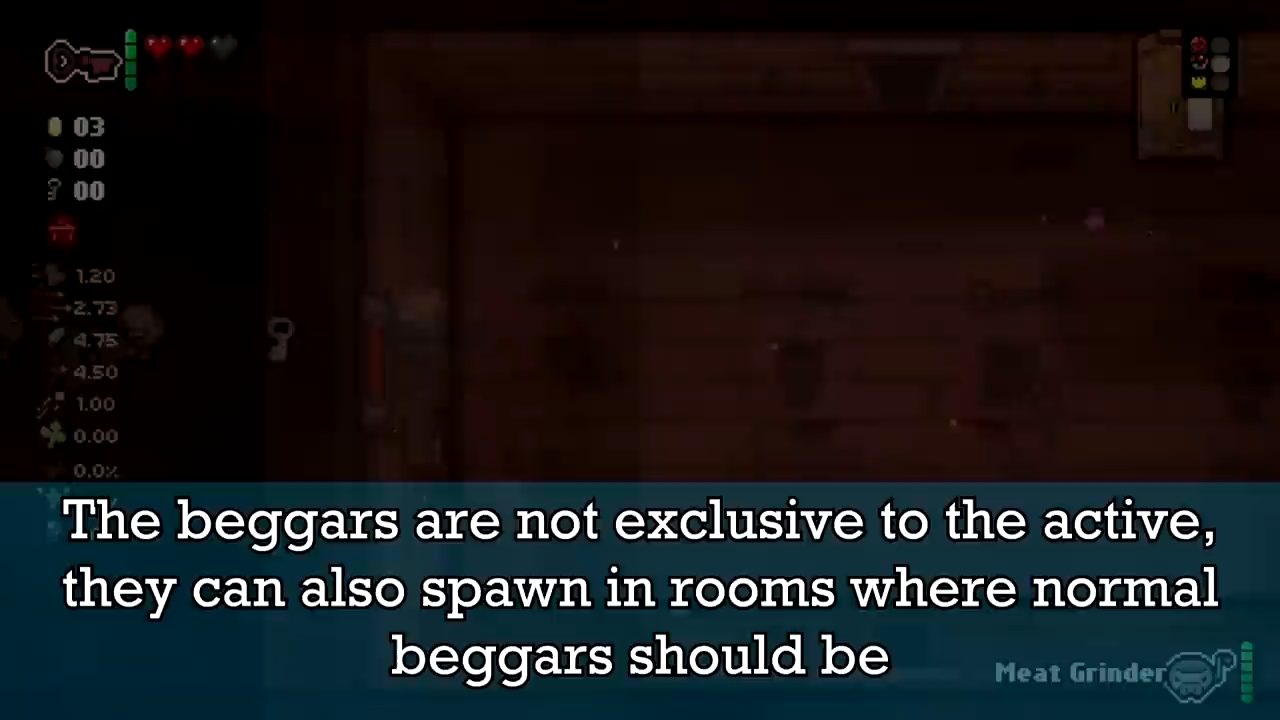 03
00
00
1.20
2.73
4.75
4.50
1.00
0.00
0.0%
The beggars are not exclusive to the active,
they can also spawn in rooms where normal
beggars should be
Meat Grinder